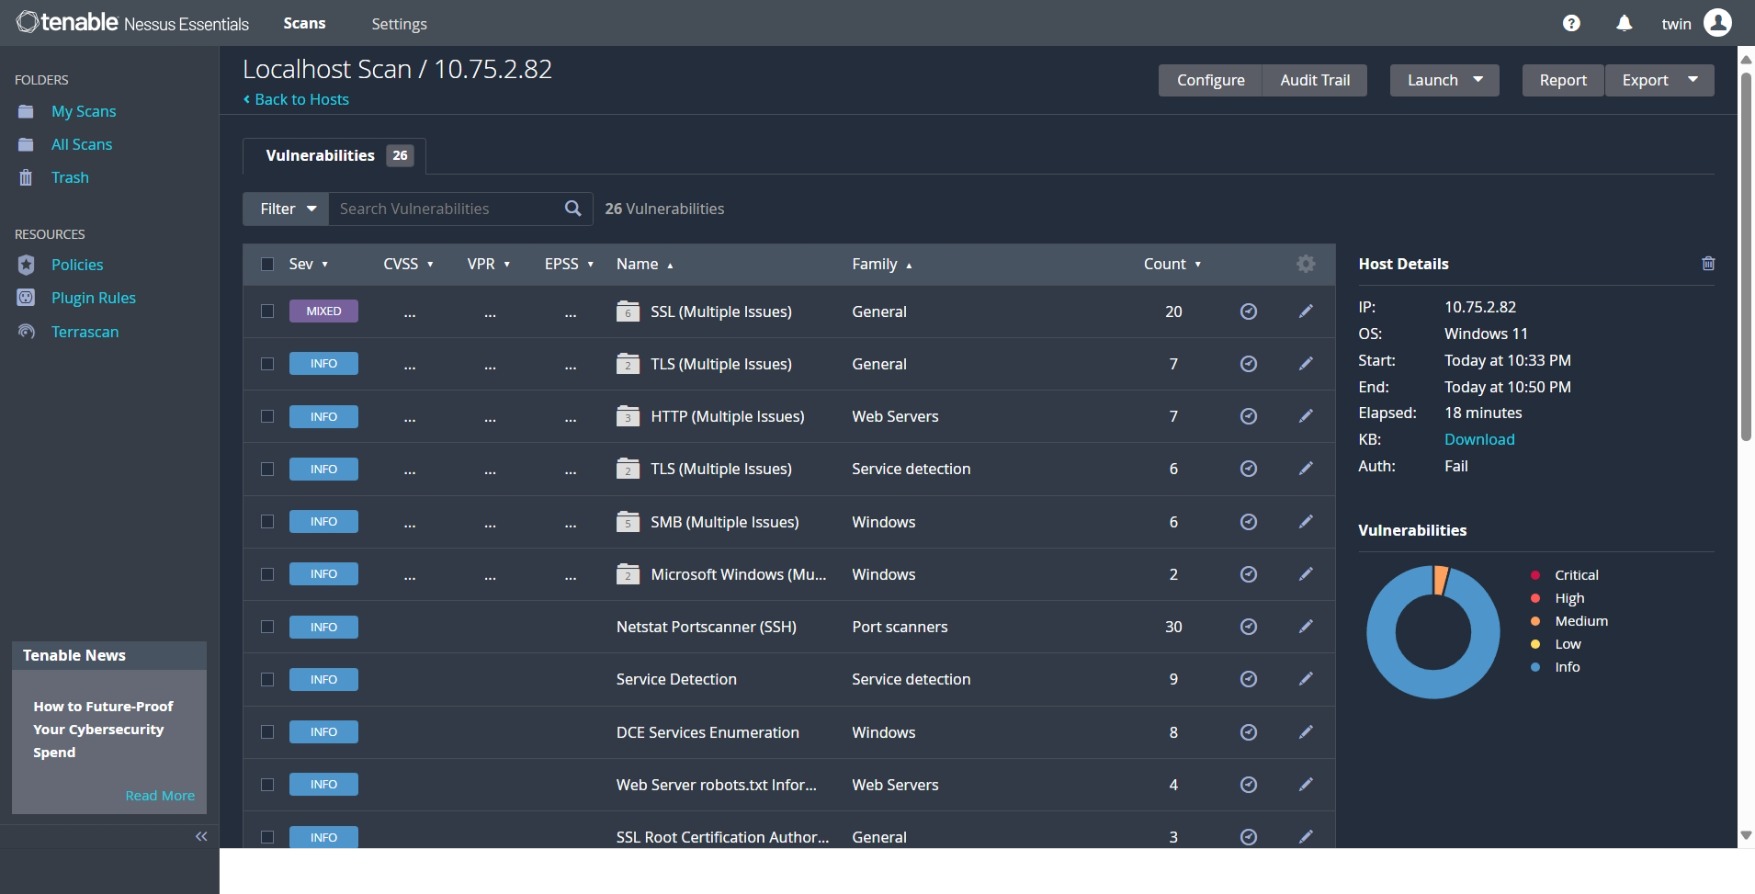 tenable Nessus Essentials Scans Settings twin
FOLDERS
My Scans
All Scans
Trash
RESOURCES
Policies
Plugin Rules
Terrascan
Tenable News
How to Future-Proof
Your Cybersecurity
Spend
Read More
Localhost Scan / 10.75.2.82
Back to Hosts
Configure Audit Trail Launch Report Export
Vulnerabilities 26
Filter Search Vulnerabilities 26 Vulnerabilities
Sev CVSS VPR EPSS Name Family Count
MIXED ... ... ... 6 SSL (Multiple Issues) General 20
INFO ... ... ... 2 TLS (Multiple Issues) General 7
INFO ... ... ... 3 HTTP (Multiple Issues) Web Servers 7
INFO ... ... ... 2 TLS (Multiple Issues) Service detection 6
INFO ... ... ... 5 SMB (Multiple Issues) Windows 6
INFO ... ... ... 2 Microsoft Windows (Mu... Windows 2
INFO Netstat Portscanner (SSH) Port scanners 30
INFO Service Detection Service detection 9
INFO DCE Services Enumeration Windows 8
INFO Web Server robots.txt Infor... Web Servers 4
INFO SSL Root Certification Author... General 3
Host Details
IP: 10.75.2.82
OS: Windows 11
Start: Today at 10:33 PM
End: Today at 10:50 PM
Elapsed: 18 minutes
KB: Download
Auth: Fail
Vulnerabilities
Critical
High
Medium
Low
Info